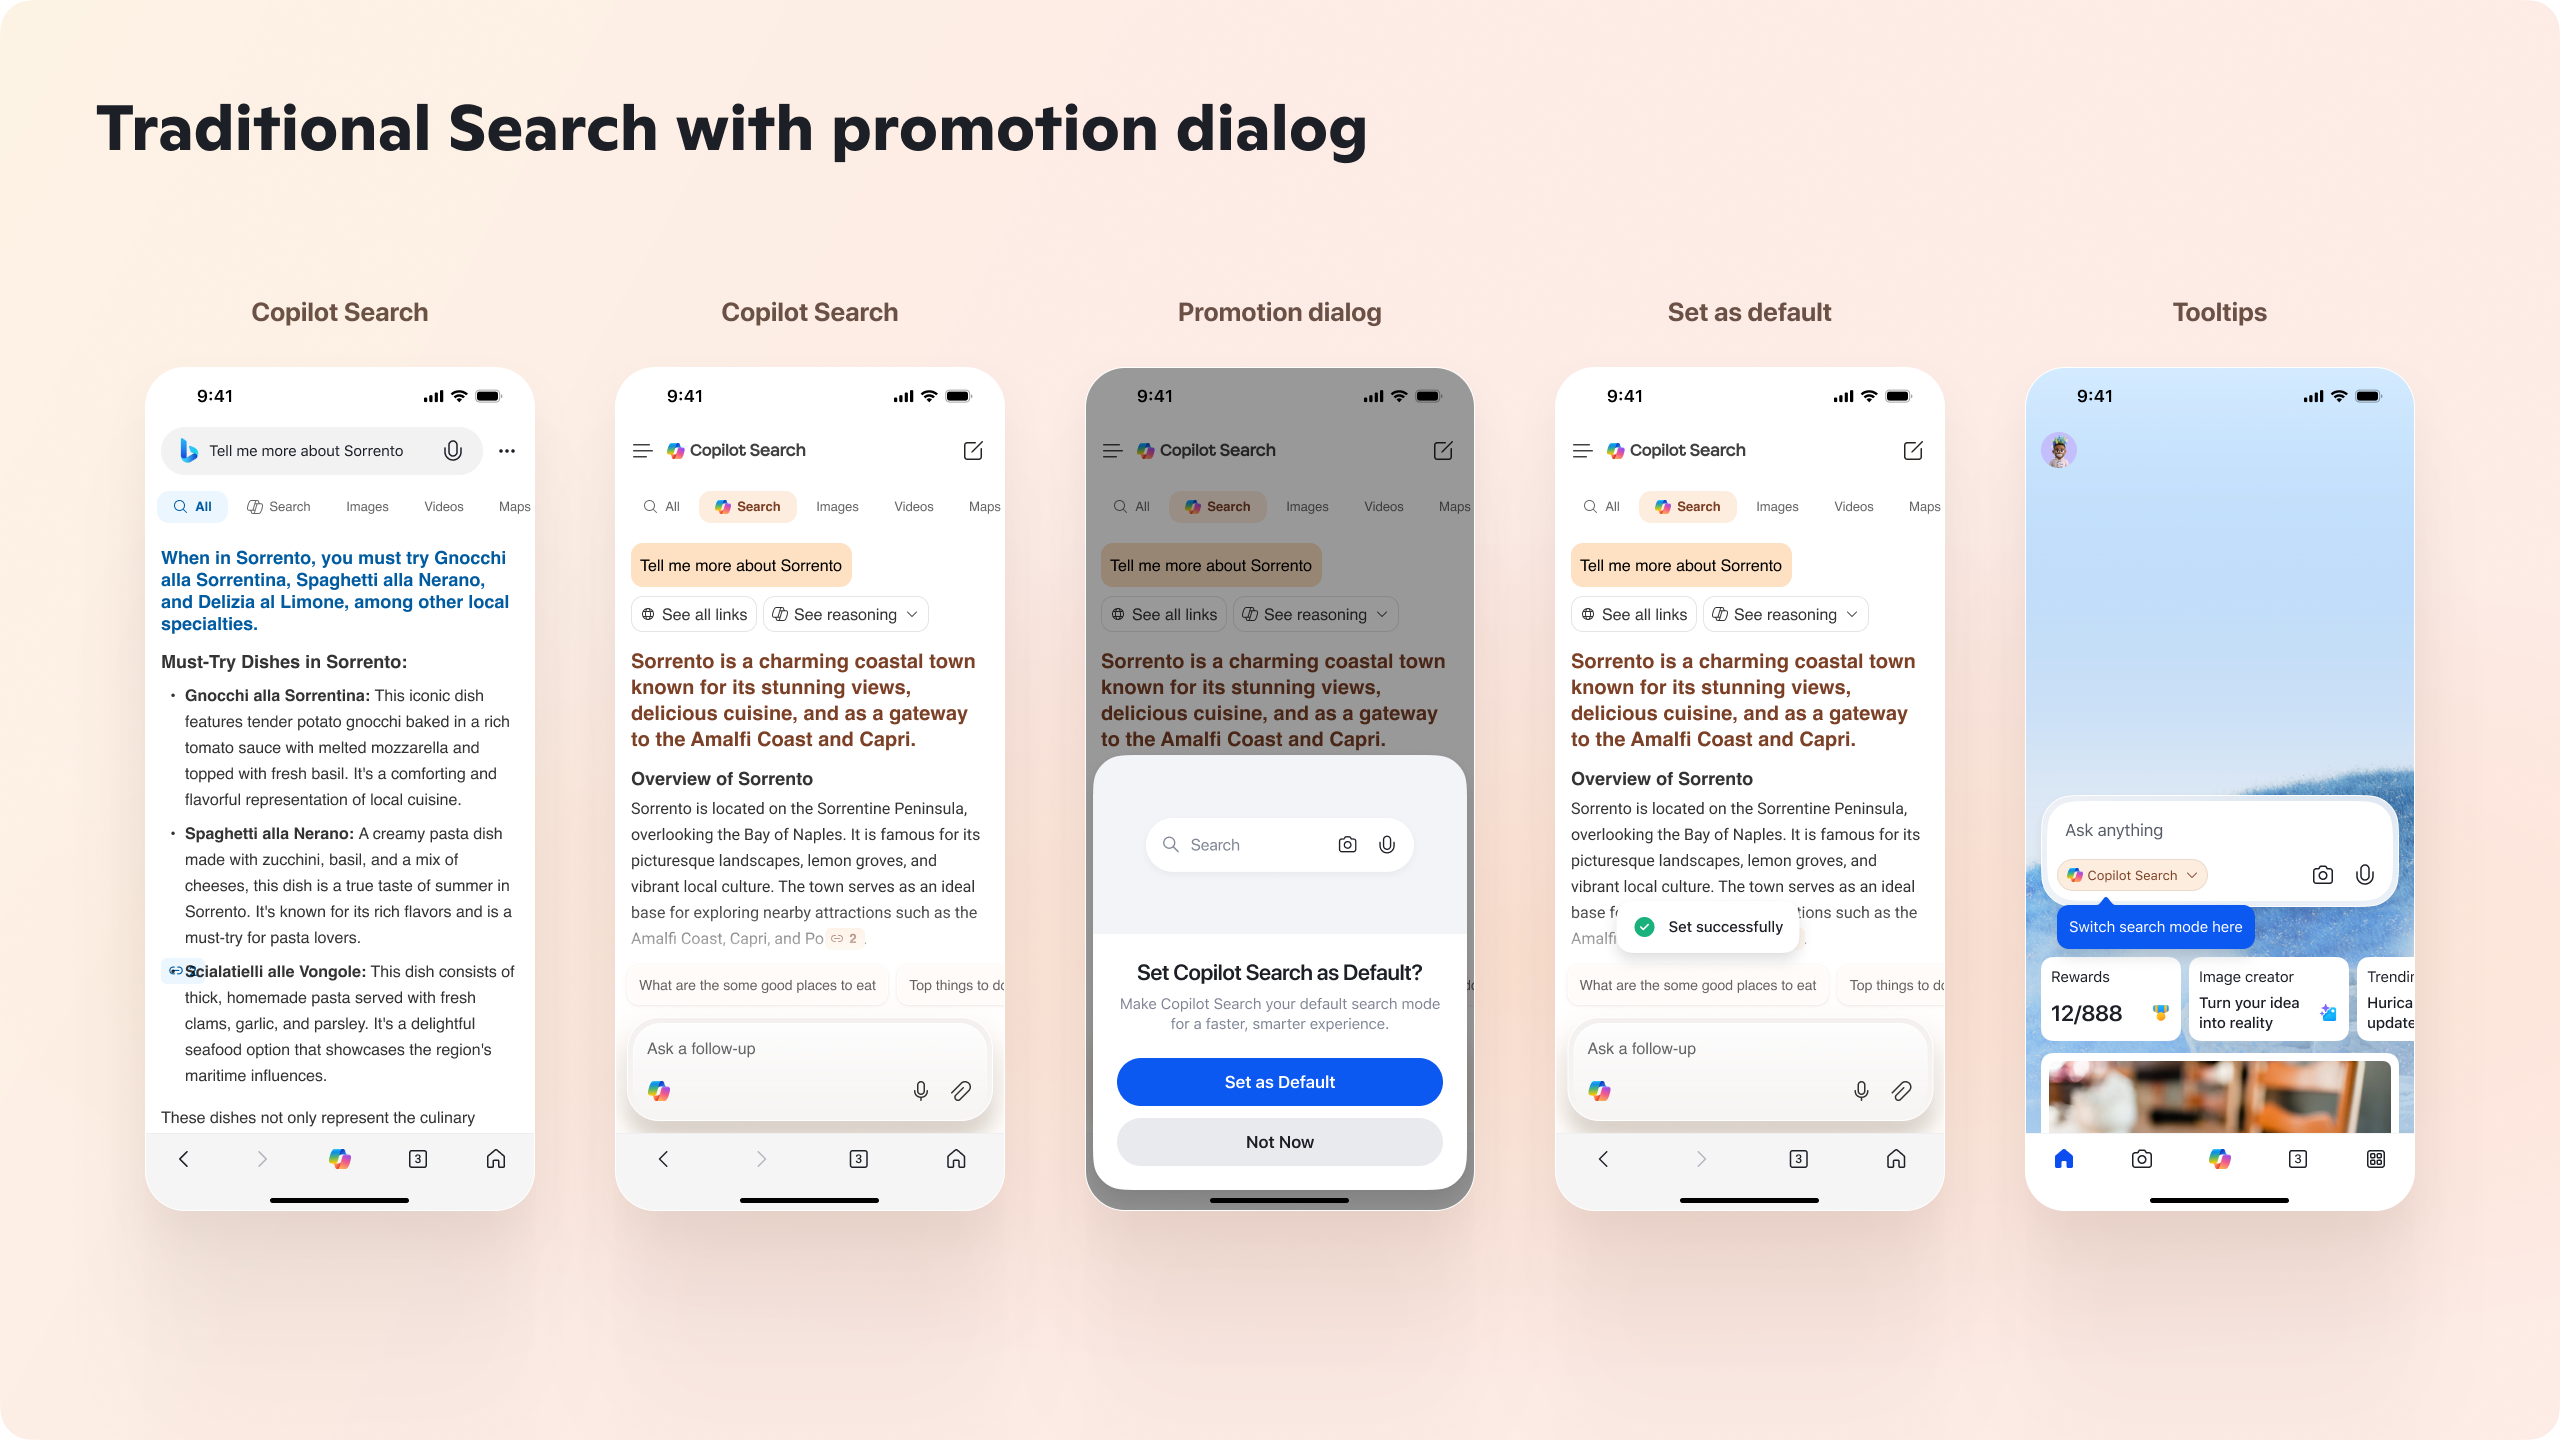 Traditional Search with promotion dialog
Copilot Search
9:41
Tell me more about Sorrento
All
Search
Images
Videos
Maps
When in Sorrento, you must try Gnocchi
alla Sorrentina, Spaghetti alla Nerano,
and Delizia al Limone, among other local
specialties.
Must-Try Dishes in Sorrento:
• Gnocchi alla Sorrentina: This iconic dish
features tender potato gnocchi baked in a rich
tomato sauce with melted mozzarella and
topped with fresh basil. It's a comforting and
flavorful representation of local cuisine.
• Spaghetti alla Nerano: A creamy pasta dish
made with zucchini, basil, and a mix of
cheeses, this dish is a true taste of summer in
Sorrento. It's known for its rich flavors and is a
must-try for pasta lovers.
Scialatielli alle Vongole: This dish consists of
thick, homemade pasta served with fresh
clams, garlic, and parsley. It's a delightful
seafood option that showcases the region's
maritime influences.
These dishes not only represent the culinary
3
Copilot Search
9:41
Copilot Search
All
Search
Images
Videos
Maps
Tell me more about Sorrento
See all links
See reasoning
Sorrento is a charming coastal town
known for its stunning views,
delicious cuisine, and as a gateway
to the Amalfi Coast and Capri.
Overview of Sorrento
Sorrento is located on the Sorrentine Peninsula,
overlooking the Bay of Naples. It is famous for its
picturesque landscapes, lemon groves, and
vibrant local culture. The town serves as an ideal
base for exploring nearby attractions such as the
Amalfi Coast, Capri, and Po 2 .
What are the some good places to eat
Top things to do
Ask a follow-up
3
Promotion dialog
9:41
Copilot Search
All
Search
Images
Videos
Maps
Tell me more about Sorrento
See all links
See reasoning
Sorrento is a charming coastal town
known for its stunning views,
delicious cuisine, and as a gateway
to the Amalfi Coast and Capri.
Search
Set Copilot Search as Default?
Make Copilot Search your default search mode
for a faster, smarter experience.
Set as Default
Not Now
Set as default
9:41
Copilot Search
All
Search
Images
Videos
Maps
Tell me more about Sorrento
See all links
See reasoning
Sorrento is a charming coastal town
known for its stunning views,
delicious cuisine, and as a gateway
to the Amalfi Coast and Capri.
Overview of Sorrento
Sorrento is located on the Sorrentine Peninsula,
overlooking the Bay of Naples. It is famous for its
picturesque landscapes, lemon groves, and
vibrant local culture. The town serves as an ideal
base f tions such as the
Amalfi .
Set successfully
What are the some good places to eat
Top things to do
Ask a follow-up
3
Tooltips
9:41
Ask anything
Copilot Search
Switch search mode here
Rewards
12/888
Image creator
Turn your idea
into reality
Trendin
Hurica
update
3